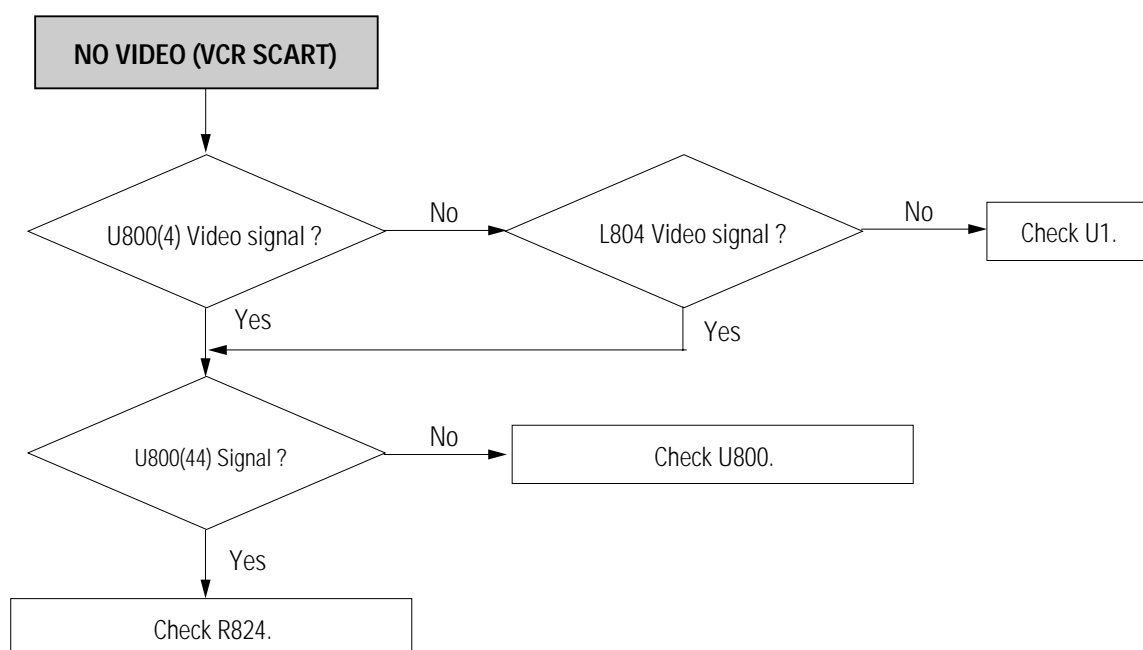 NO VIDEO (VCR SCART)
U800(4) Video signal ?
No
L804 Video signal ?
No
Check U1.
Yes
Yes
U800(44) Signal ?
No
Check U800.
Yes
Check R824.